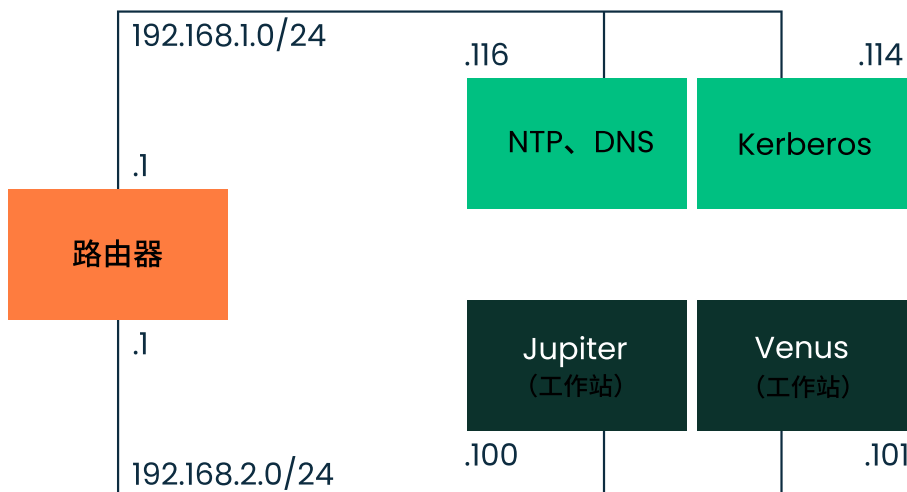 192.168.1.0/24
.116
.114
NTP、DNS
Kerberos
.1
路由器
.1
Jupiter
（工作站）
Venus
（工作站）
192.168.2.0/24
.100
.101